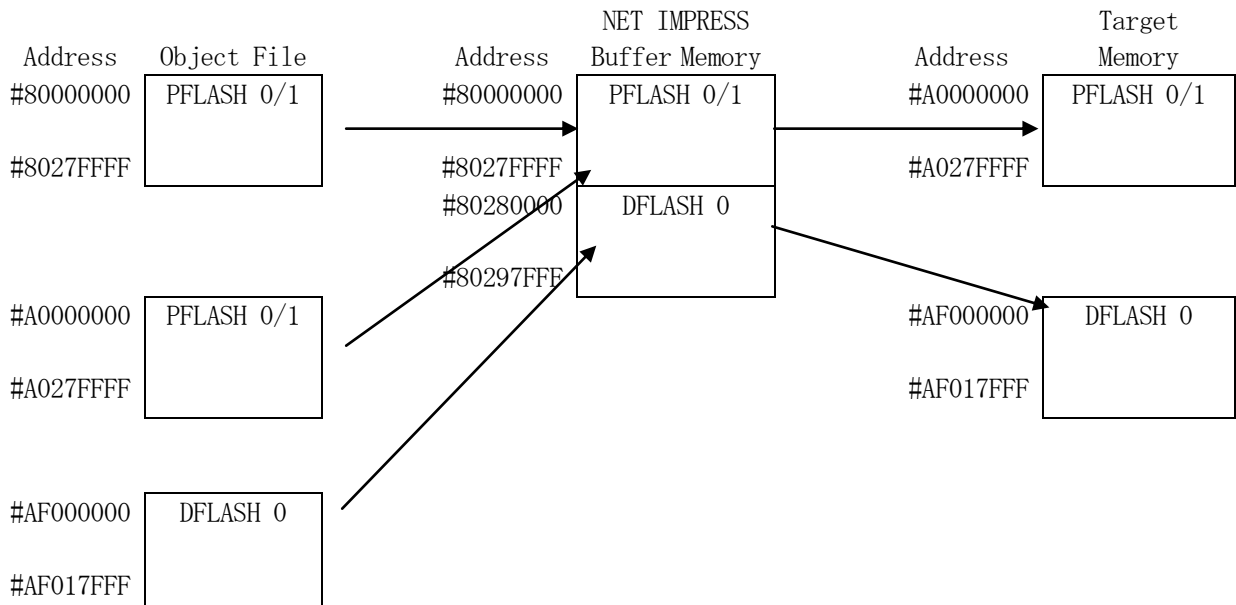 NET IMPRESS Target
Address Object File Address Buffer Memory Address Memory
#80000000 PFLASH 0/1 #80000000 PFLASH 0/1 #A0000000 PFLASH 0/1
#8027FFFF #8027FFFF #A027FFFF
#80280000 DFLASH 0
#80297FFF
#A0000000 PFLASH 0/1 #AF000000 DFLASH 0
#A027FFFF #AF017FFF
#AF000000 DFLASH 0
#AF017FFF